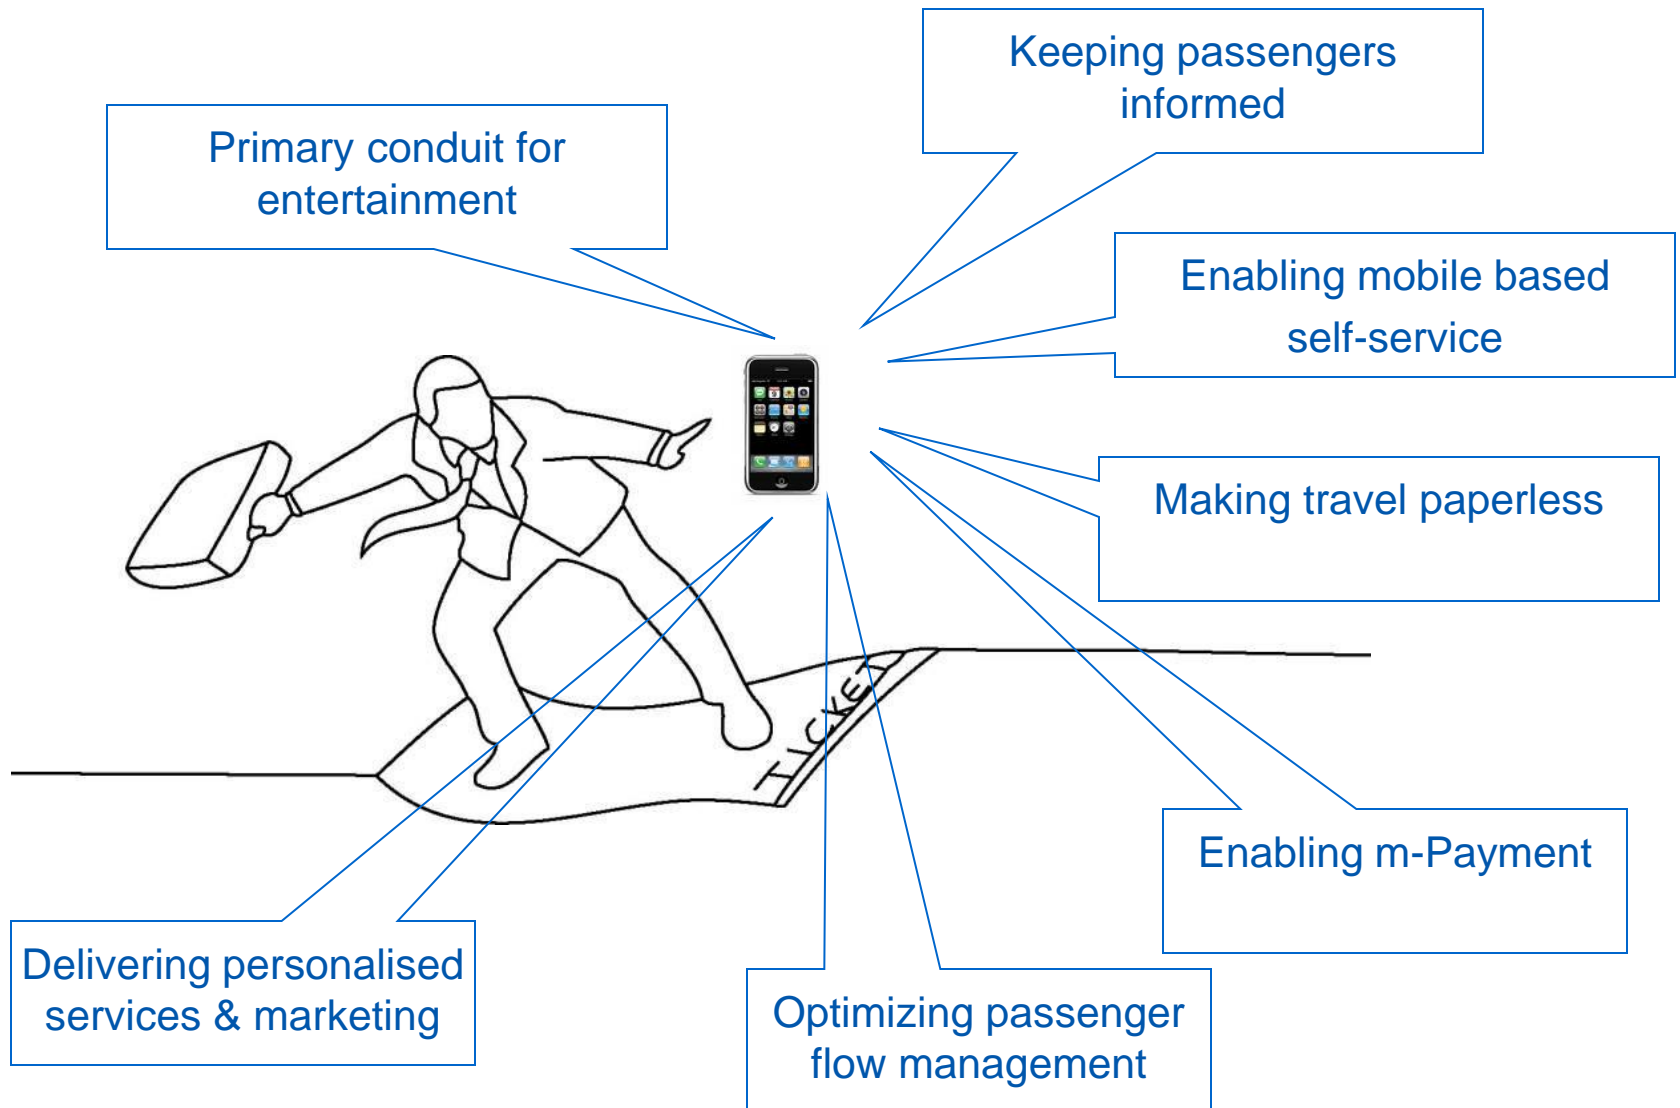 Keeping passengers
informed
Primary conduit for
entertainment
Enabling mobile based
self-service
Making travel paperless
TICKET
Enabling m-Payment
Delivering personalised
services & marketing
Optimizing passenger
flow management